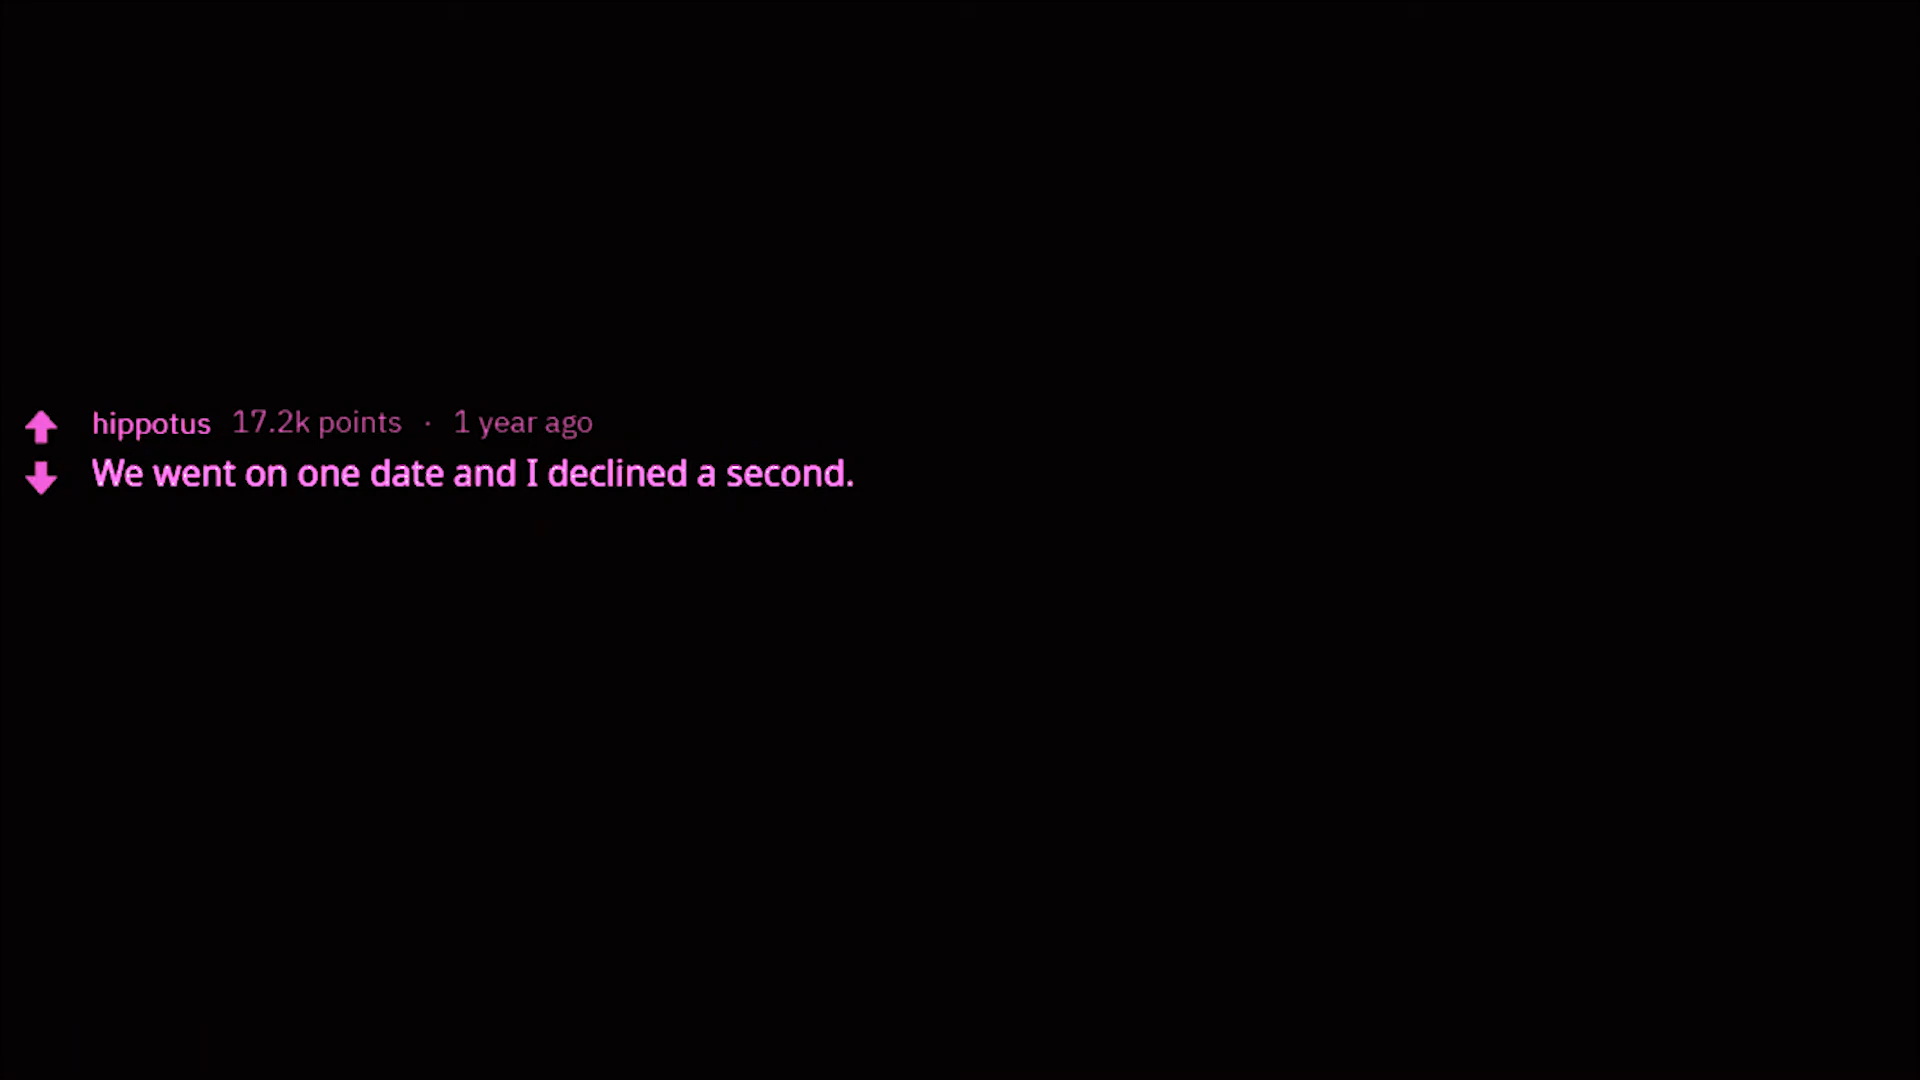 hippotus 17.2k points · 1 year ago
We went on one date and I declined a second.